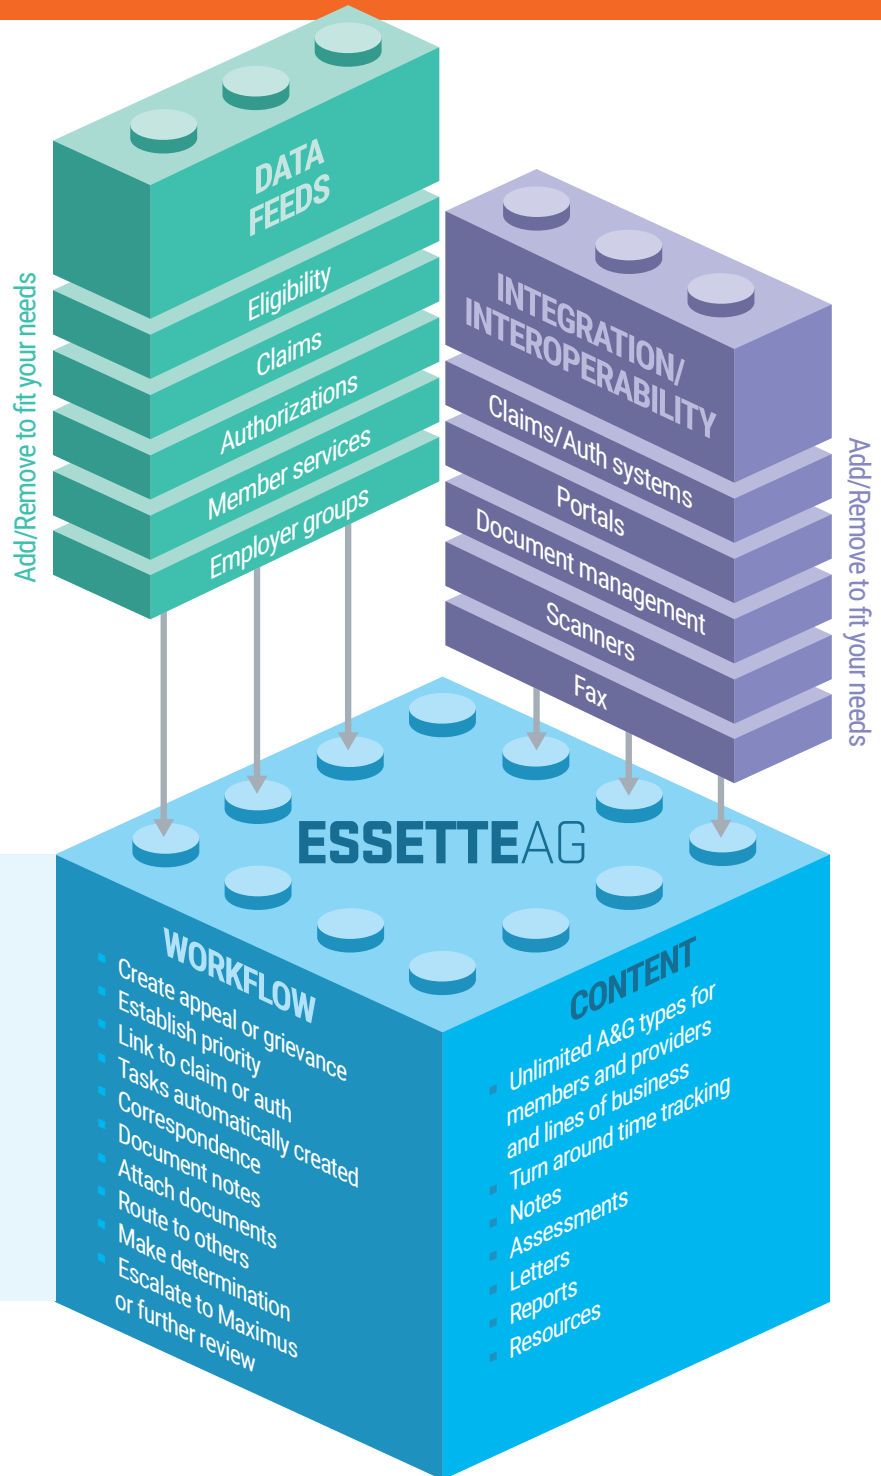 DATA
FEEDS
Eligibility
Claims
Authorizations
Member services
Employer groups
Add/Remove to fit your needs
INTEGRATION/
INTEROPERABILITY
Claims/Auth systems
Portals
Document management
Scanners
Fax
Add/Remove to fit your needs
ESSETTEAG
WORKFLOW
Create appeal or grievance
Establish priority
Link to claim or auth
Tasks automatically created
Correspondence
Document notes
Attach documents
Route to others
Make determination
Escalate to Maximus
or further review
CONTENT
Unlimited A&G types for
members and providers
and lines of business
Turn around time tracking
Notes
Assessments
Letters
Reports
Resources